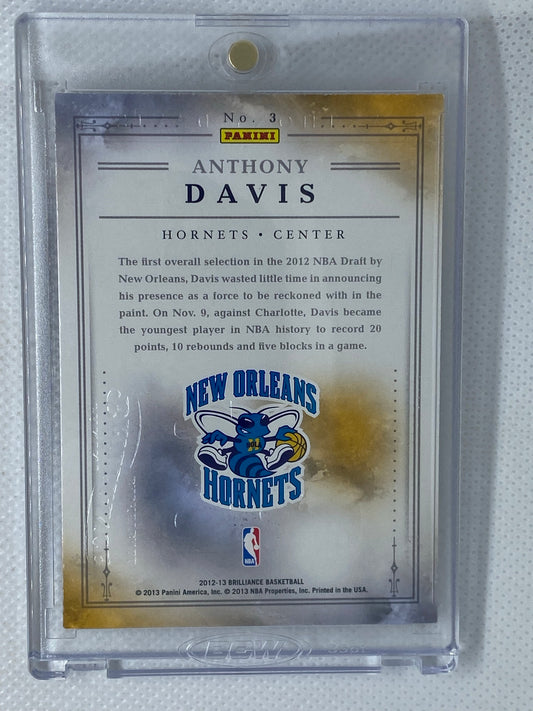 No. 3
PANINI
ANTHONY
DAVIS
HORNETS • CENTER
The first overall selection in the 2012 NBA Draft by
New Orleans, Davis wasted little time in announcing
his presence as a force to be reckoned with in the
paint. On Nov. 9, against Charlotte, Davis became
the youngest player in NBA history to record 20
points, 10 rebounds and five blocks in a game.
NEW ORLEANS
NOLA
HORNETS
NBA
2012-13 BRILLIANCE BASKETBALL
© 2013 Panini America, Inc. © 2013 NBA Properties, Inc. Printed in the USA.
BCW